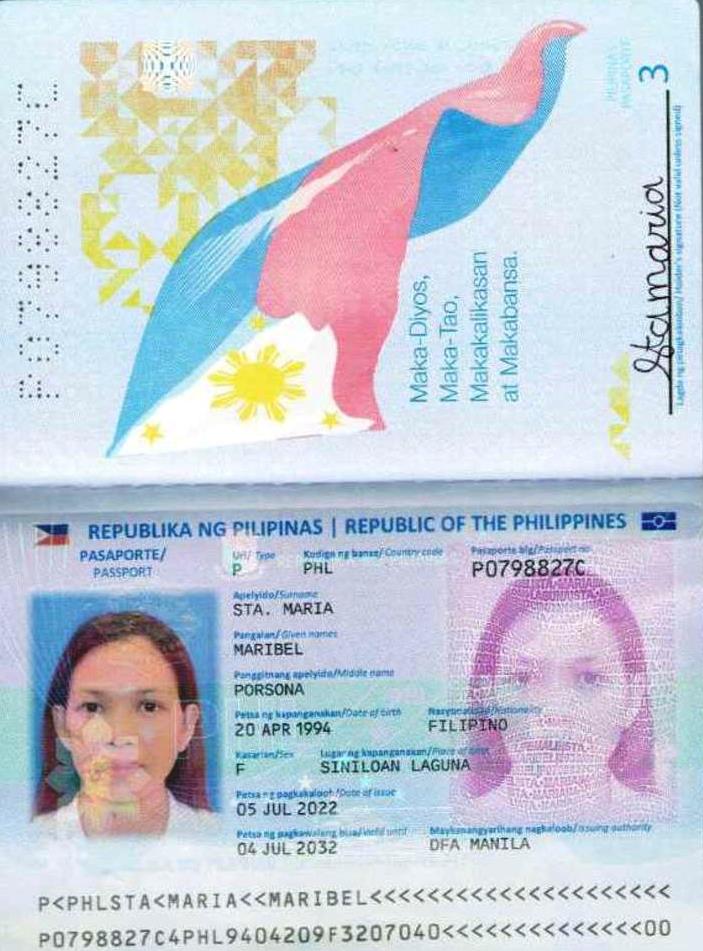 P0798827C
PILIPINAS
PASAPORTE
3
Maka-Diyos,
Maka-Tao,
Makakalikasan
at Makabansa.
Sta maria
Lagda ng pinagkalooban/ Holder's signature (Not valid unless signed)
REPUBLIKA NG PILIPINAS | REPUBLIC OF THE PHILIPPINES
PASAPORTE/ Uri/ Type Kodigo ng bansa/ Country code Pasaporte blg/Passport no.
PASSPORT P PHL P0798827C
Apelyido/Surname
STA. MARIA
Pangalan/ Given names
MARIBEL
Panggitnang apelyido/Middle name
PORSONA
Petsa ng kapanganakan/Date of birth Nasyonalidad/Nationality
20 APR 1994 FILIPINO
Kasarian/Sex Lugar ng kapanganakan/Place of birth
F SINILOAN LAGUNA
Petsa ng pagkakaloob/Date of issue
05 JUL 2022
Petsa ng pagkawalang bisa/Valid until Maykapangyarihang nagkaloob/Issuing authority
04 JUL 2032 DFA MANILA
P<PHLSTA<MARIA<<MARIBEL<<<<<<<<<<<<<<<<<<<<<
P0798827C4PHL9404209F3207040<<<<<<<<<<<<<<00